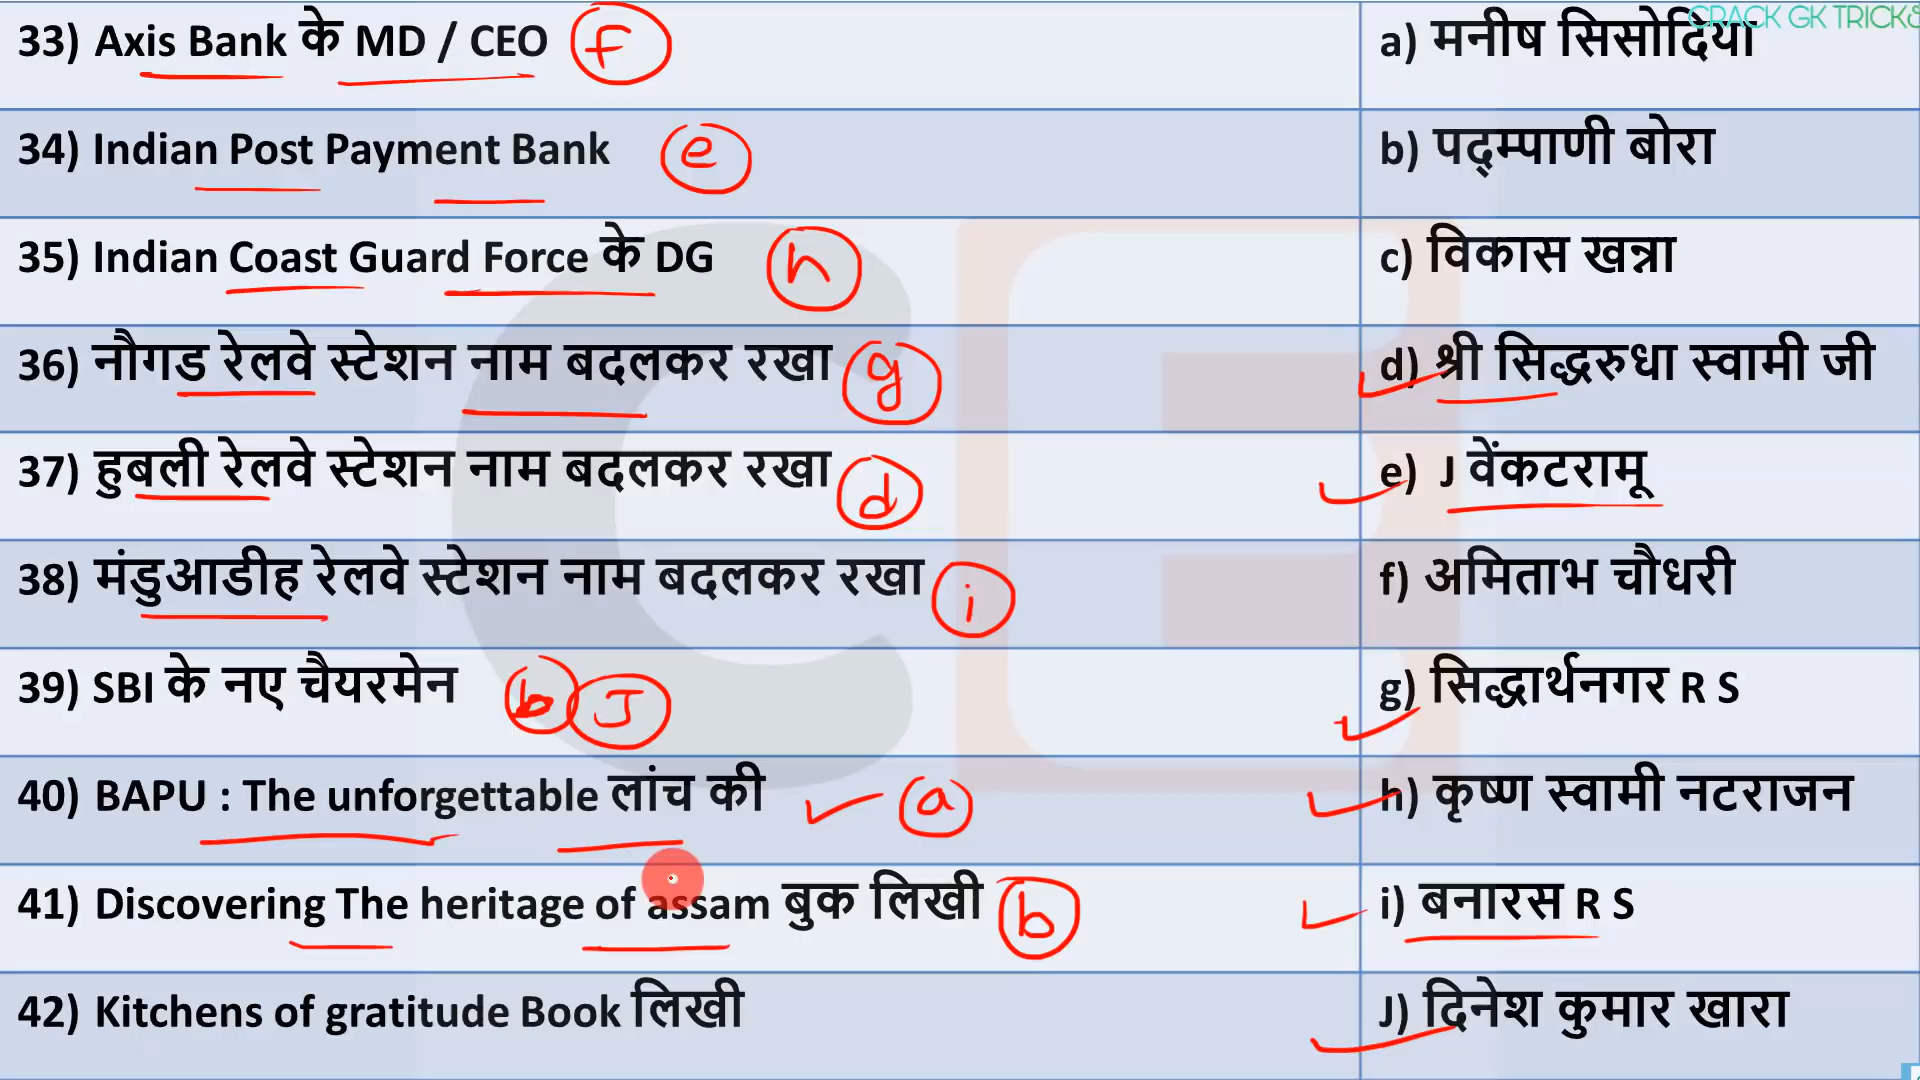 CRACK GK TRICKS
33) Axis Bank के MD / CEO f a) मनीष सिसोदिया
34) Indian Post Payment Bank e b) पद्म्पाणी बोरा
35) Indian Coast Guard Force के DG h c) विकास खन्ना
36) नौगड रेलवे स्टेशन नाम बदलकर रखा g d) श्री सिद्धरुधा स्वामी जी
37) हुबली रेलवे स्टेशन नाम बदलकर रखा d e) J वेंकटरामू
38) मंडुआडीह रेलवे स्टेशन नाम बदलकर रखा i f) अमिताभ चौधरी
39) SBI के नए चैयरमेन b J g) सिद्धार्थनगर R S
40) BAPU : The unforgettable लांच की a h) कृष्ण स्वामी नटराजन
41) Discovering The heritage of assam बुक लिखी b i) बनारस R S
42) Kitchens of gratitude Book लिखी J) दिनेश कुमार खारा